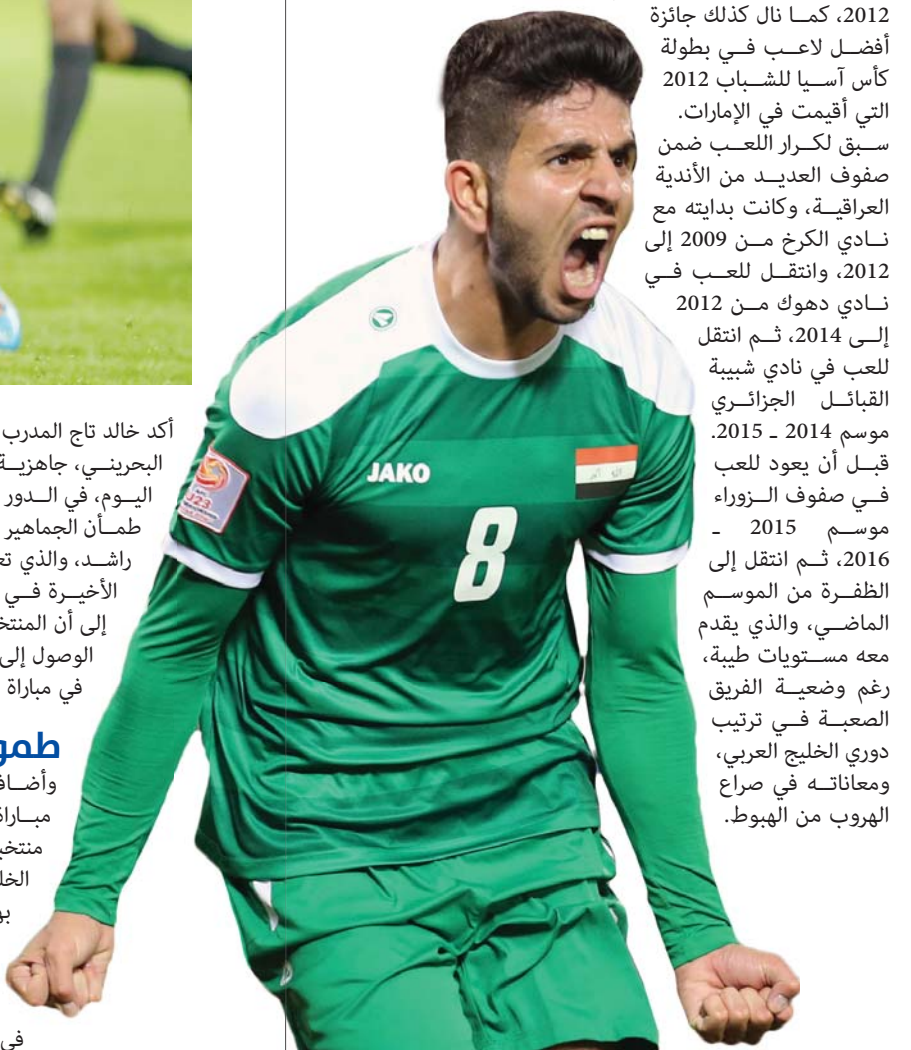 2012، كما نال كذلك جائزة
أفضل لاعب في بطولة
كأس آسيا للشباب 2012
التي أقيمت في الإمارات.
سبق لكرار اللعب ضمن
صفوف العديد من الأندية
العراقية، وكانت بدايته مع
نادي الكرخ من 2009 إلى
2012، وانتقل للعب في
نادي دهوك من 2012
إلى 2014، ثم انتقل
للعب في نادي شبيبة
القبائل الجزائري
موسم 2014 ـ 2015.
قبل أن يعود للعب
في صفوف الزوراء
موسم 2015 ـ
2016، ثم انتقل إلى
الظفرة من الموسم
الماضي، والذي يقدم
معه مستويات طيبة،
رغم وضعية الفريق
الصعبة في ترتيب
دوري الخليج العربي،
ومعاناته في صراع
الهروب من الهبوط.
JAKO
8
U23
أكد خالد تاج المدرب
البحريني، جاهزية
اليوم، في الدور
طمأن الجماهير
راشد، والذي تع
الأخيرة في
إلى أن المنتخ
الوصول إلى
في مباراة
طمو
وأضاف
مباراة
منتخب
الخل
به
في